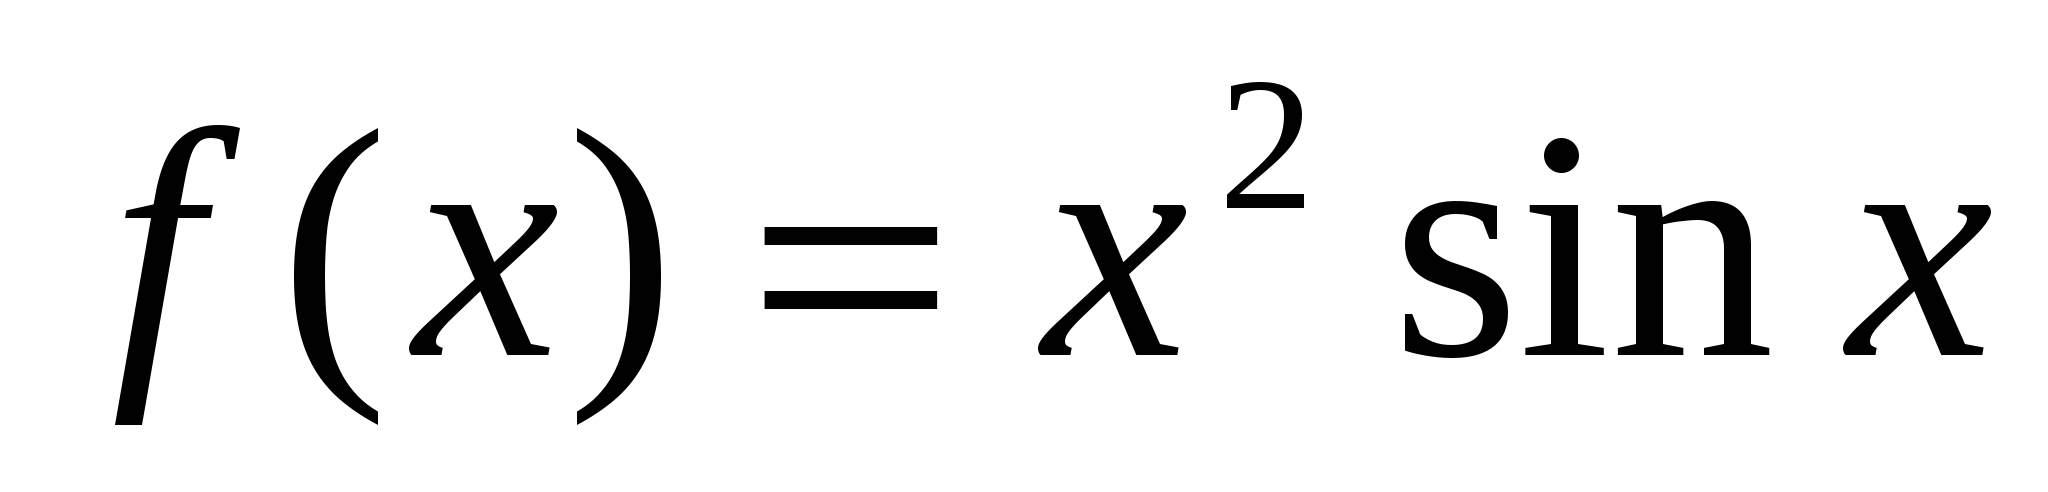 f(x) = x² sin x